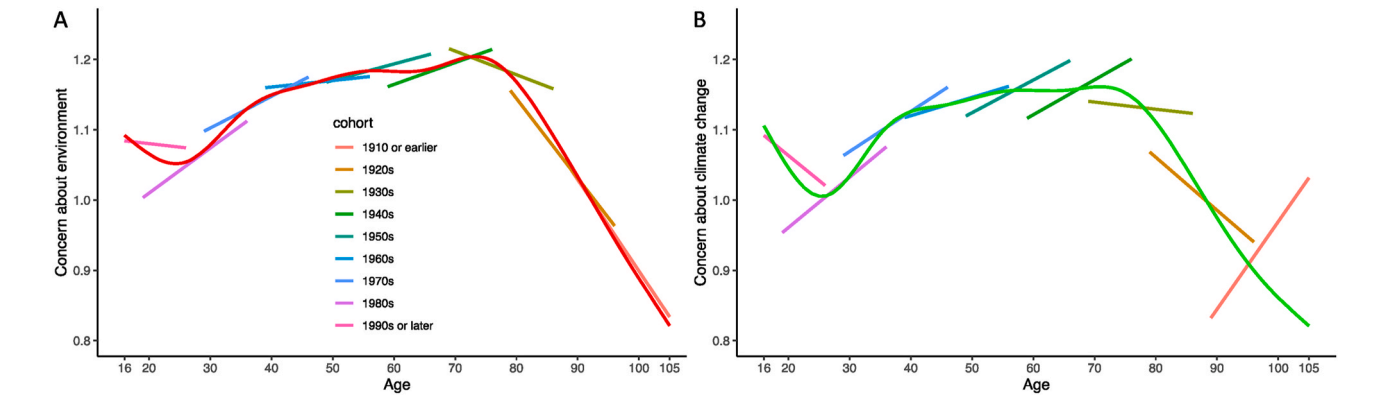 A
Concern about environment
1.2
1.1
1.0
0.9
0.8
cohort
1910 or earlier
1920s
1930s
1940s
1950s
1960s
1970s
1980s
1990s or later
16 20 30 40 50 60 70 80 90 100 105
Age
B
Concern about climate change
1.2
1.1
1.0
0.9
0.8
16 20 30 40 50 60 70 80 90 100 105
Age